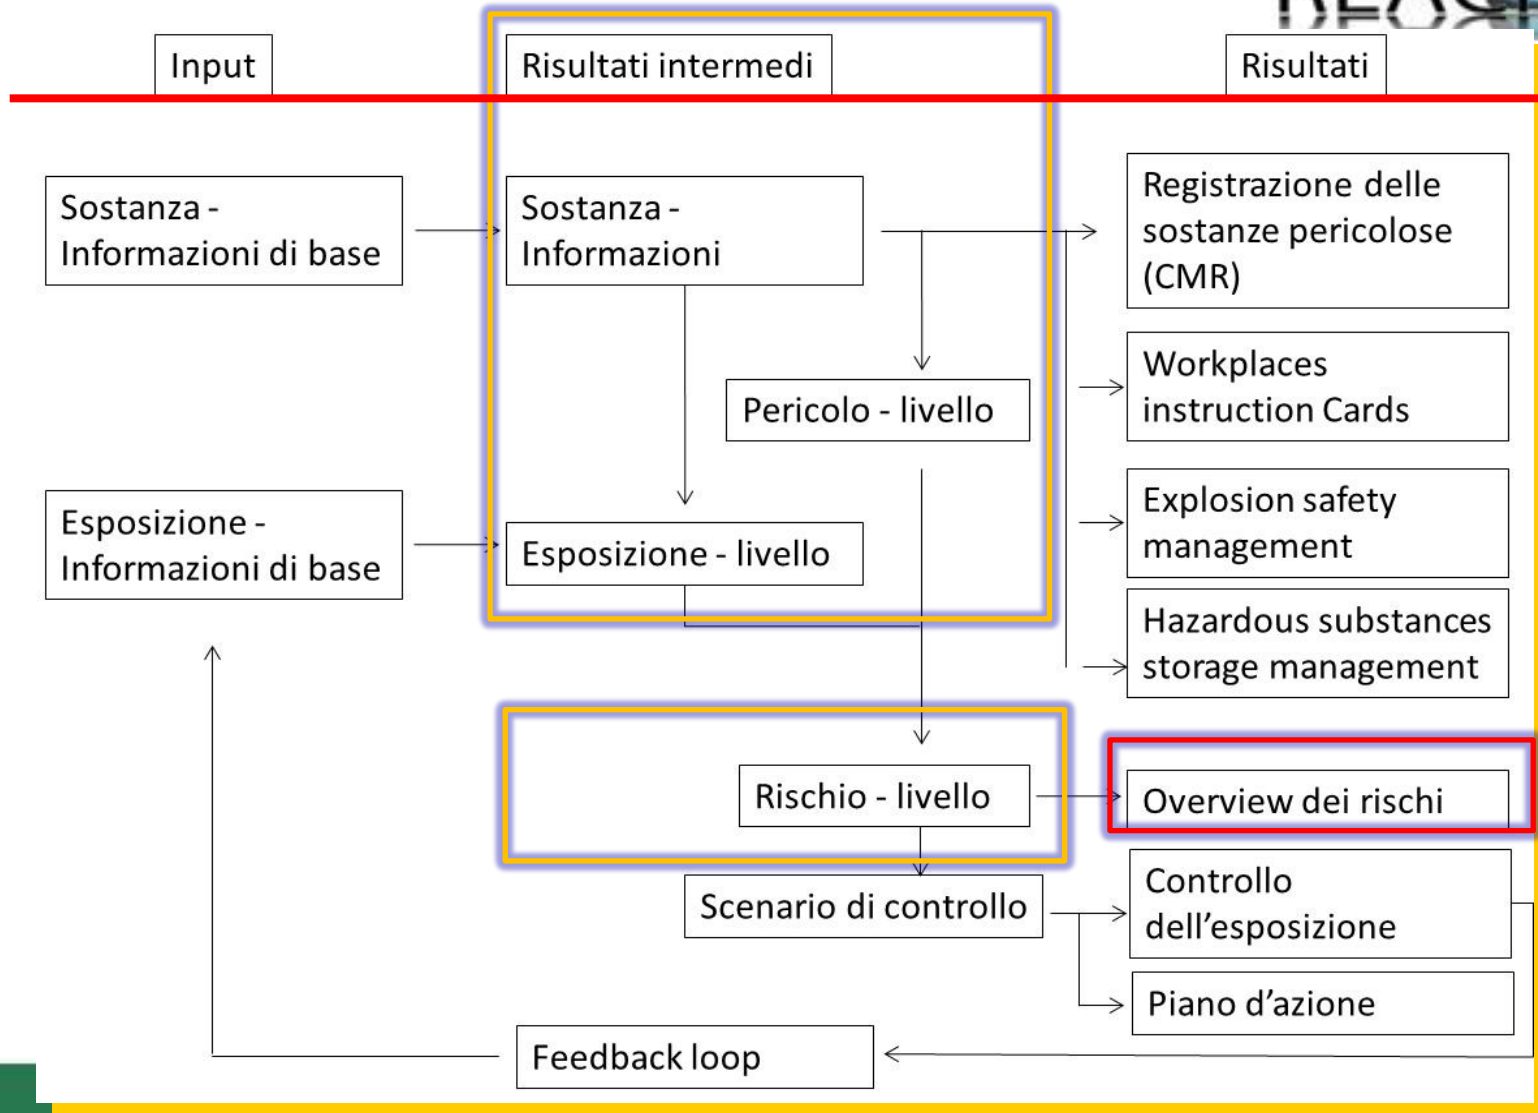 Input
Risultati intermedi
Risultati
Sostanza -
Informazioni di base
Sostanza -
Informazioni
Registrazione delle
sostanze pericolose
(CMR)
Workplaces
instruction Cards
Pericolo - livello
Explosion safety
management
Esposizione -
Informazioni di base
Esposizione - livello
Hazardous substances
storage management
Rischio - livello
Overview dei rischi
Scenario di controllo
Controllo
dell’esposizione
Piano d’azione
Feedback loop